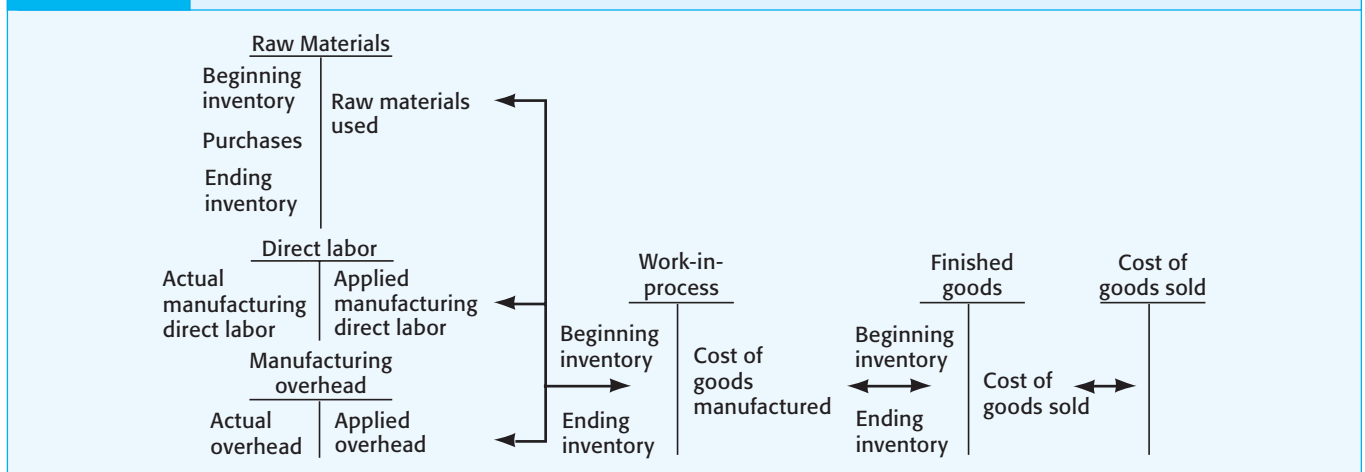 Raw Materials
Beginning
inventory
Raw materials
used
Purchases
Ending
inventory
Direct labor
Actual
manufacturing
direct labor
Applied
manufacturing
direct labor
Manufacturing
overhead
Actual
overhead
Applied
overhead
Work-in-
process
Beginning
inventory
Cost of
goods
manufactured
Ending
inventory
Finished
goods
Beginning
inventory
Cost of
goods sold
Ending
inventory
Cost of
goods sold